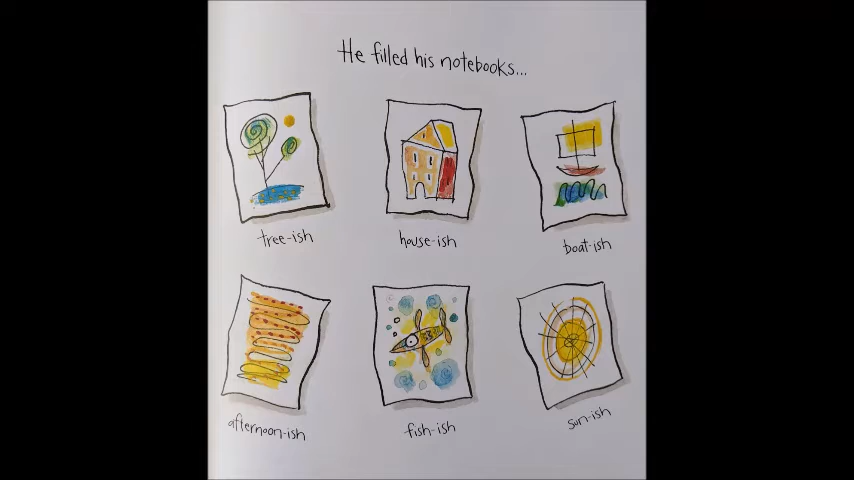 He filled his notebooks...
tree-ish
house-ish
boat-ish
afternoon-ish
fish-ish
sun-ish